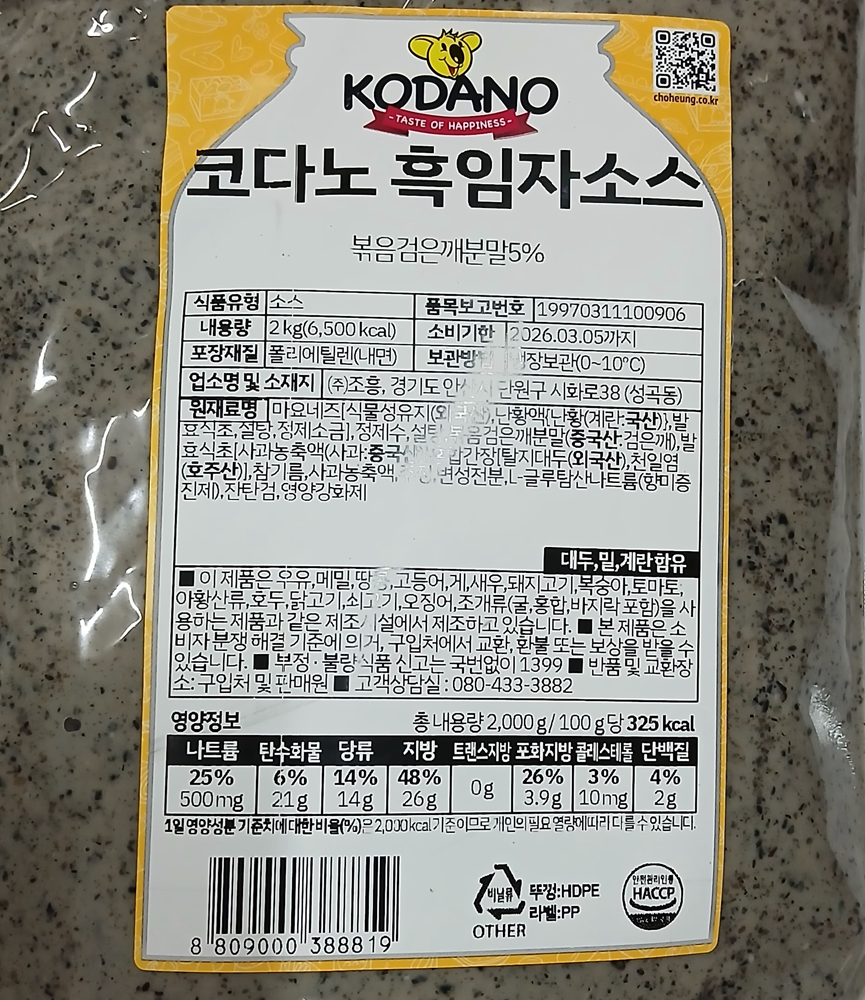 KODANO
- TASTE OF HAPPINESS -
choheung.co.kr
코다노 흑임자소스
볶음검은깨분말5%
식품유형 소스 품목보고번호 19970311100906
내용량 2 kg(6,500 kcal) 소비기한 2026.03.05까지
포장재질 폴리에틸렌(내면) 보관방법 냉장보관(0~10℃)
업소명 및 소재지 ㈜조흥, 경기도 안산시 단원구 시화로38 (성곡동)
원재료명 마요네즈[식물성유지(외국산),난황액{난황(계란:국산)},발
효식초,설탕,정제소금], 정제수, 설탕,볶음검은깨분말(중국산:검은깨),발
효식초[사과농축액(사과:중국산)],혼합간장[탈지대두(외국산),천일염
(호주산)],참기름,사과농축액,주정,변성전분,L-글루탐산나트륨(향미증
진제),잔탄검,영양강화제
대두,밀,계란 함유
■ 이 제품은 우유,메밀,땅콩,고등어,게,새우,돼지고기,복숭아,토마토,
아황산류,호두,닭고기,쇠고기,오징어,조개류(굴,홍합,바지락 포함)을 사
용하는 제품과 같은 제조시설에서 제조하고 있습니다. ■ 본 제품은 소
비자 분쟁 해결 기준에 의거, 구입처에서 교환, 환불 또는 보상을 받을 수
있습니다. ■ 부정 · 불량식품 신고는 국번없이 1399 ■ 반품 및 교환장
소: 구입처 및 판매원 ■ 고객상담실 : 080-433-3882
영양정보 총 내용량 2,000 g / 100 g당 325 kcal
나트륨 탄수화물 당류 지방 트랜스지방 포화지방 콜레스테롤 단백질
25% 6% 14% 48% 0g 26% 3% 4%
500mg 21g 14g 26g 3.9g 10mg 2g
1일 영양성분 기준치에 대한 비율(%)은 2,000kcal 기준이므로 개인의 필요 열량에 따라 다를 수 있습니다.
비닐류
OTHER
뚜껑:HDPE
라벨:PP
안전관리인증
HACCP
8 809000 388819